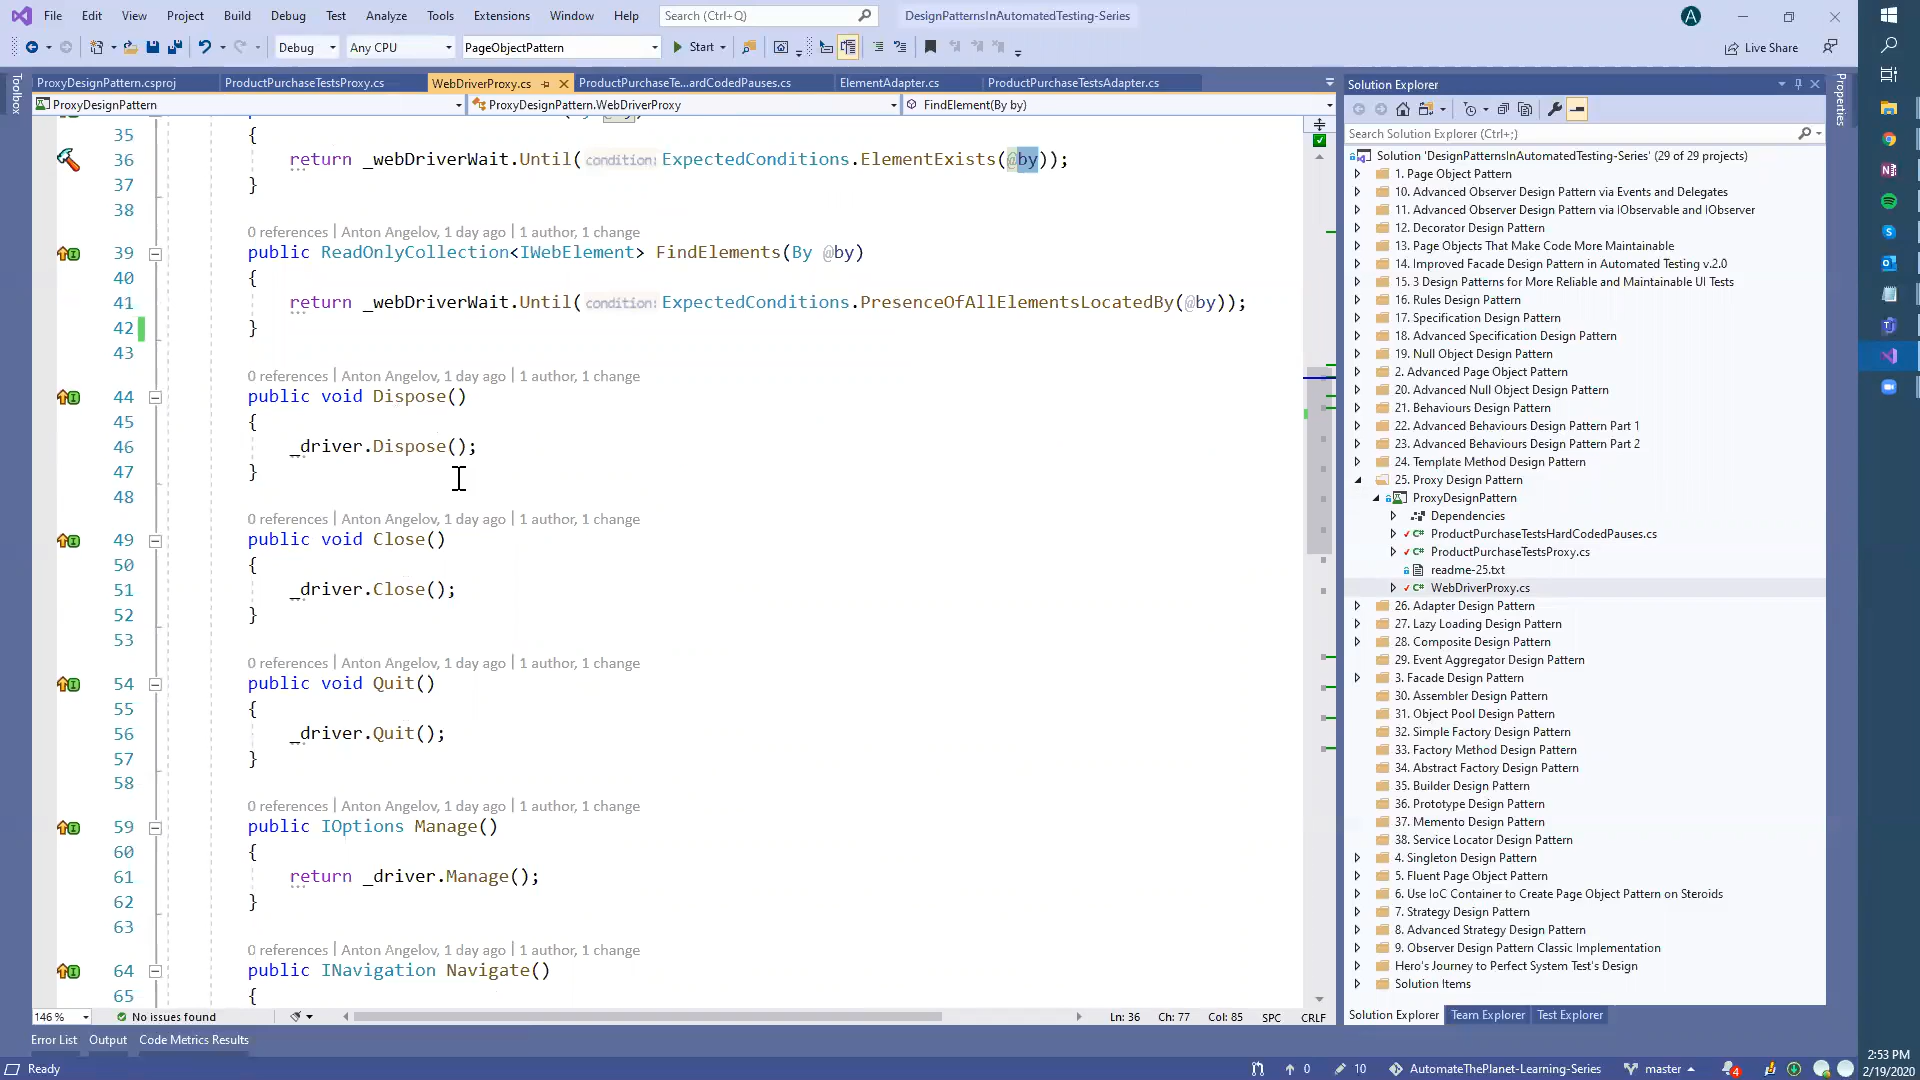 File Edit View Project Build Debug Test Analyze Tools Extensions Window Help Search (Ctrl+Q) DesignPatternsInAutomatedTesting-Series A
Debug Any CPU PageObjectPattern Start Live Share
ProxyDesignPattern.csproj ProductPurchaseTestsProxy.cs WebDriverProxy.cs ProductPurchaseTe...ardCodedPauses.cs ElementAdapter.cs ProductPurchaseTestsAdapter.cs
ProxyDesignPattern ProxyDesignPattern.WebDriverProxy FindElement(By by)
Toolbox
35 {
36 return _webDriverWait.Until(condition: ExpectedConditions.ElementExists(@by));
37 }
38
0 references | Anton Angelov, 1 day ago | 1 author, 1 change
39 public ReadOnlyCollection<IWebElement> FindElements(By @by)
40 {
41 return _webDriverWait.Until(condition: ExpectedConditions.PresenceOfAllElementsLocatedBy(@by));
42 }
43
0 references | Anton Angelov, 1 day ago | 1 author, 1 change
44 public void Dispose()
45 {
46 _driver.Dispose();
47 }
48
0 references | Anton Angelov, 1 day ago | 1 author, 1 change
49 public void Close()
50 {
51 _driver.Close();
52 }
53
0 references | Anton Angelov, 1 day ago | 1 author, 1 change
54 public void Quit()
55 {
56 _driver.Quit();
57 }
58
0 references | Anton Angelov, 1 day ago | 1 author, 1 change
59 public IOptions Manage()
60 {
61 return _driver.Manage();
62 }
63
0 references | Anton Angelov, 1 day ago | 1 author, 1 change
64 public INavigation Navigate()
65 {
146 % No issues found Ln: 36 Ch: 77 Col: 85 SPC CRLF
Error List Output Code Metrics Results
Solution Explorer
Properties
Search Solution Explorer (Ctrl+;)
Solution 'DesignPatternsInAutomatedTesting-Series' (29 of 29 projects)
1. Page Object Pattern
10. Advanced Observer Design Pattern via Events and Delegates
11. Advanced Observer Design Pattern via IObservable and IObserver
12. Decorator Design Pattern
13. Page Objects That Make Code More Maintainable
14. Improved Facade Design Pattern in Automated Testing v.2.0
15. 3 Design Patterns for More Reliable and Maintainable UI Tests
16. Rules Design Pattern
17. Specification Design Pattern
18. Advanced Specification Design Pattern
19. Null Object Design Pattern
2. Advanced Page Object Pattern
20. Advanced Null Object Design Pattern
21. Behaviours Design Pattern
22. Advanced Behaviours Design Pattern Part 1
23. Advanced Behaviours Design Pattern Part 2
24. Template Method Design Pattern
25. Proxy Design Pattern
ProxyDesignPattern
Dependencies
C# ProductPurchaseTestsHardCodedPauses.cs
C# ProductPurchaseTestsProxy.cs
readme-25.txt
C# WebDriverProxy.cs
26. Adapter Design Pattern
27. Lazy Loading Design Pattern
28. Composite Design Pattern
29. Event Aggregator Design Pattern
3. Facade Design Pattern
30. Assembler Design Pattern
31. Object Pool Design Pattern
32. Simple Factory Design Pattern
33. Factory Method Design Pattern
34. Abstract Factory Design Pattern
35. Builder Design Pattern
36. Prototype Design Pattern
37. Memento Design Pattern
38. Service Locator Design Pattern
4. Singleton Design Pattern
5. Fluent Page Object Pattern
6. Use IoC Container to Create Page Object Pattern on Steroids
7. Strategy Design Pattern
8. Advanced Strategy Design Pattern
9. Observer Design Pattern Classic Implementation
Hero's Journey to Perfect System Test's Design
Solution Items
Solution Explorer Team Explorer Test Explorer
Ready 0 10 AutomateThePlanet-Learning-Series master 4
2:53 PM
2/19/2020